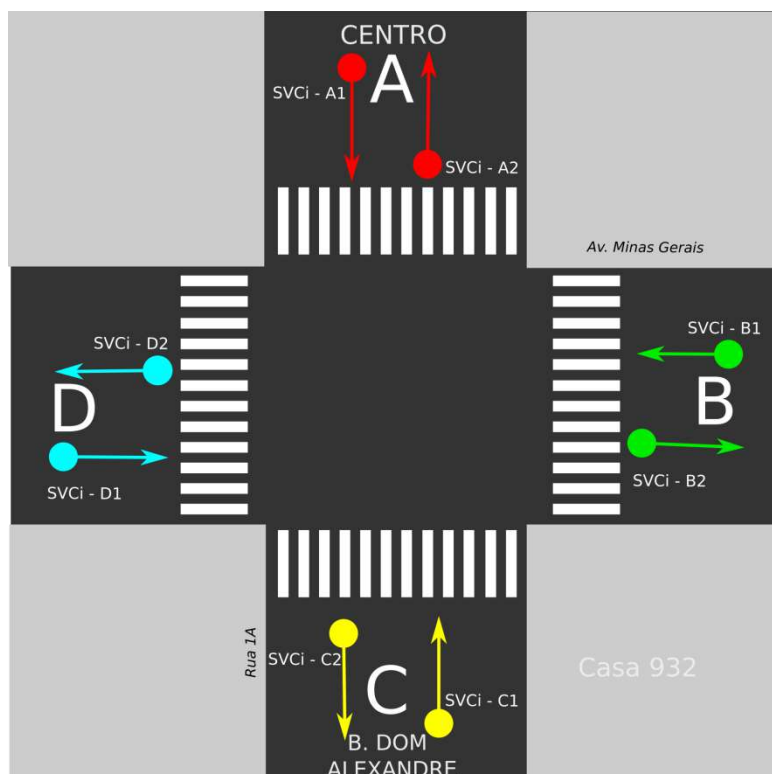 CENTRO
A
SVCi - A1
SVCi - A2
Av. Minas Gerais
SVCi - D2
SVCi - B1
D
B
SVCi - D1
SVCi - B2
Rua 1A
SVCi - C2
C
SVCi - C1
Casa 932
B. DOM
ALEXANDRE